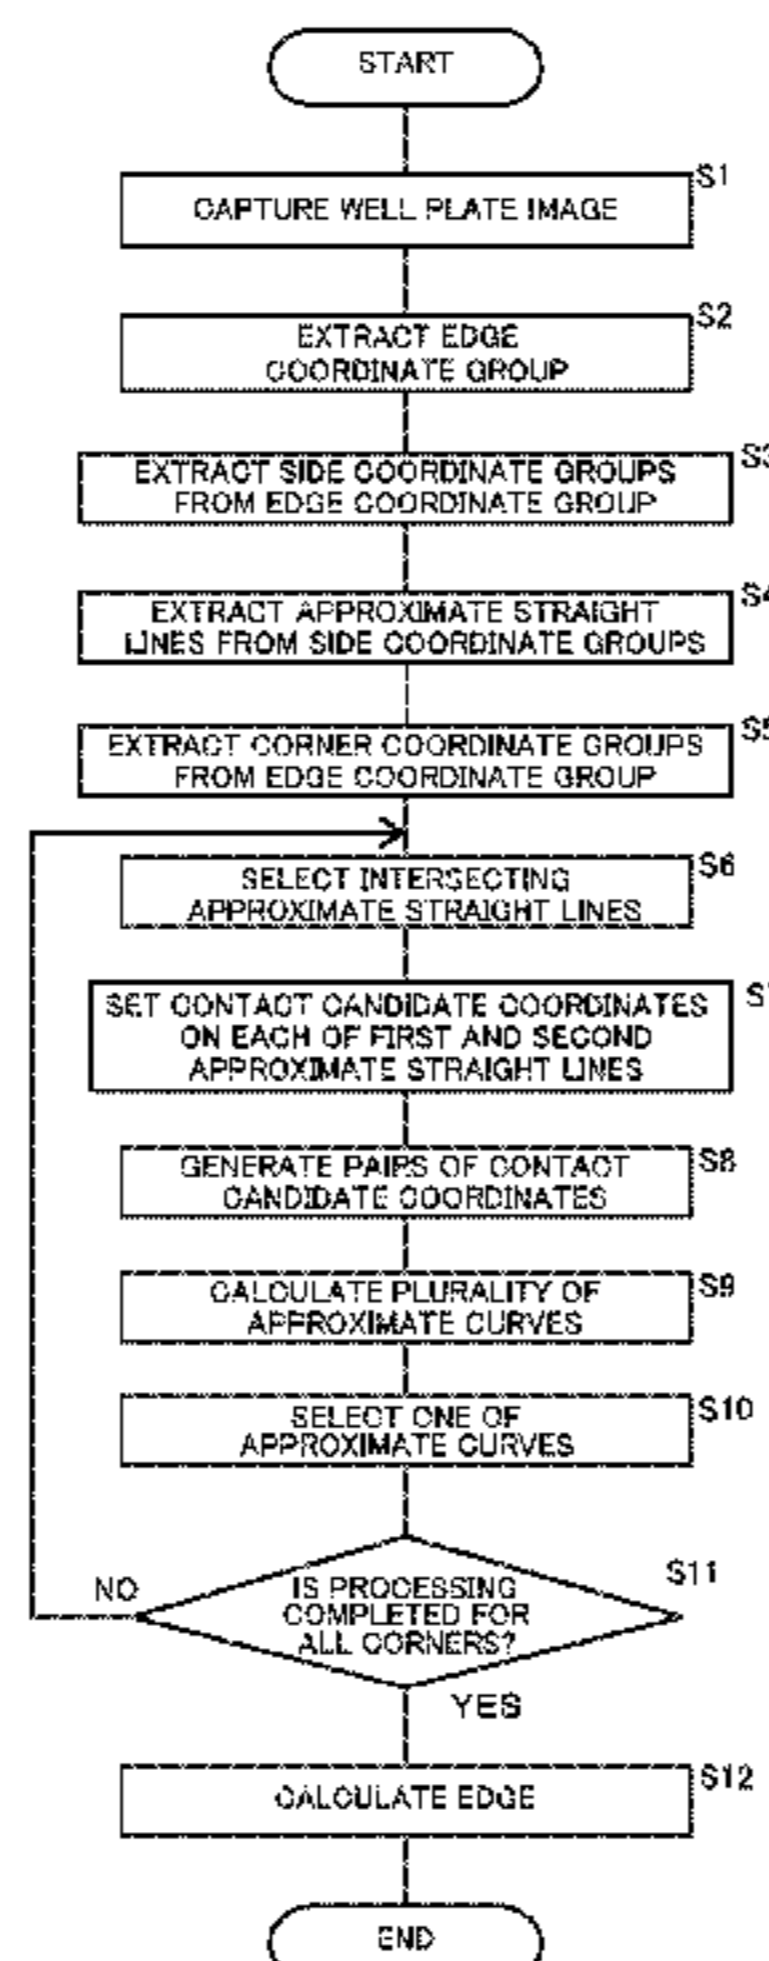 START
S1
CAPTURE WELL PLATE IMAGE
S2
EXTRACT EDGE
COORDINATE GROUP
S3
EXTRACT SIDE COORDINATE GROUPS
FROM EDGE COORDINATE GROUP
S4
EXTRACT APPROXIMATE STRAIGHT
LINES FROM SIDE COORDINATE GROUPS
S5
EXTRACT CORNER COORDINATE GROUPS
FROM EDGE COORDINATE GROUP
S6
SELECT INTERSECTING
APPROXIMATE STRAIGHT LINES
SET CONTACT CANDIDATE COORDINATES
ON EACH OF FIRST AND SECOND
APPROXIMATE STRAIGHT LINES
S8
GENERATE PAIRS OF CONTACT
CANDIDATE COORDINATES
S9
CALCULATE PLURALITY OF
APPROXIMATE CURVES
S10
SELECT ONE OF
APPROXIMATE CURVES
S11
NO
IS PROCESSING
COMPLETED FOR
ALL CORNERS?
YES
S12
CALCULATE EDGE
END